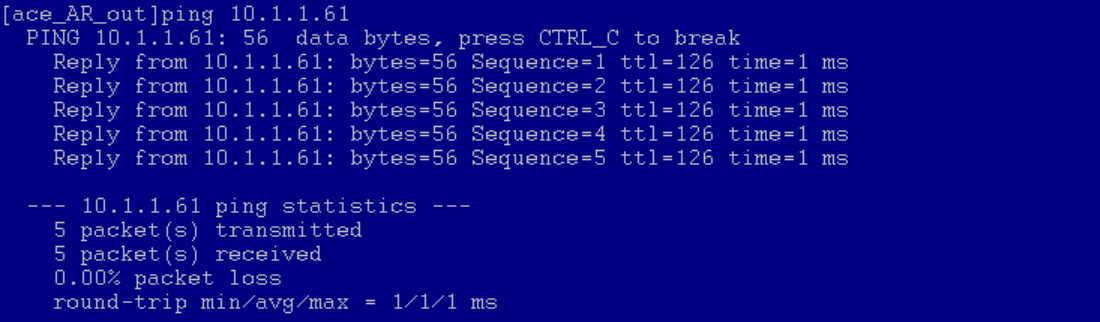 [ace_AR_out]ping 10.1.1.61
PING 10.1.1.61: 56  data bytes, press CTRL_C to break
Reply from 10.1.1.61: bytes=56 Sequence=1 ttl=126 time=1 ms
Reply from 10.1.1.61: bytes=56 Sequence=2 ttl=126 time=1 ms
Reply from 10.1.1.61: bytes=56 Sequence=3 ttl=126 time=1 ms
Reply from 10.1.1.61: bytes=56 Sequence=4 ttl=126 time=1 ms
Reply from 10.1.1.61: bytes=56 Sequence=5 ttl=126 time=1 ms
--- 10.1.1.61 ping statistics ---
5 packet(s) transmitted
5 packet(s) received
0.00% packet loss
round-trip min/avg/max = 1/1/1 ms